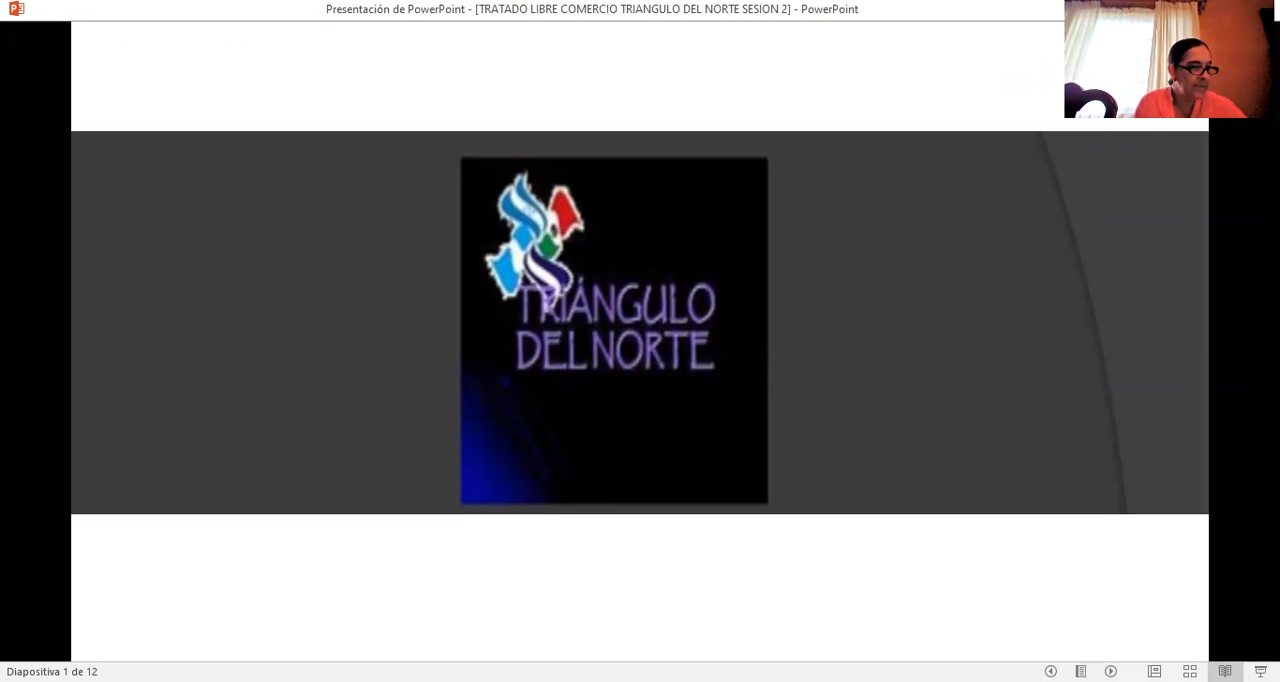 Presentación de PowerPoint - [TRATADO LIBRE COMERCIO TRIANGULO DEL NORTE SESION 2] - PowerPoint
TRIÁNGULO
DEL NORTE
Diapositiva 1 de 12